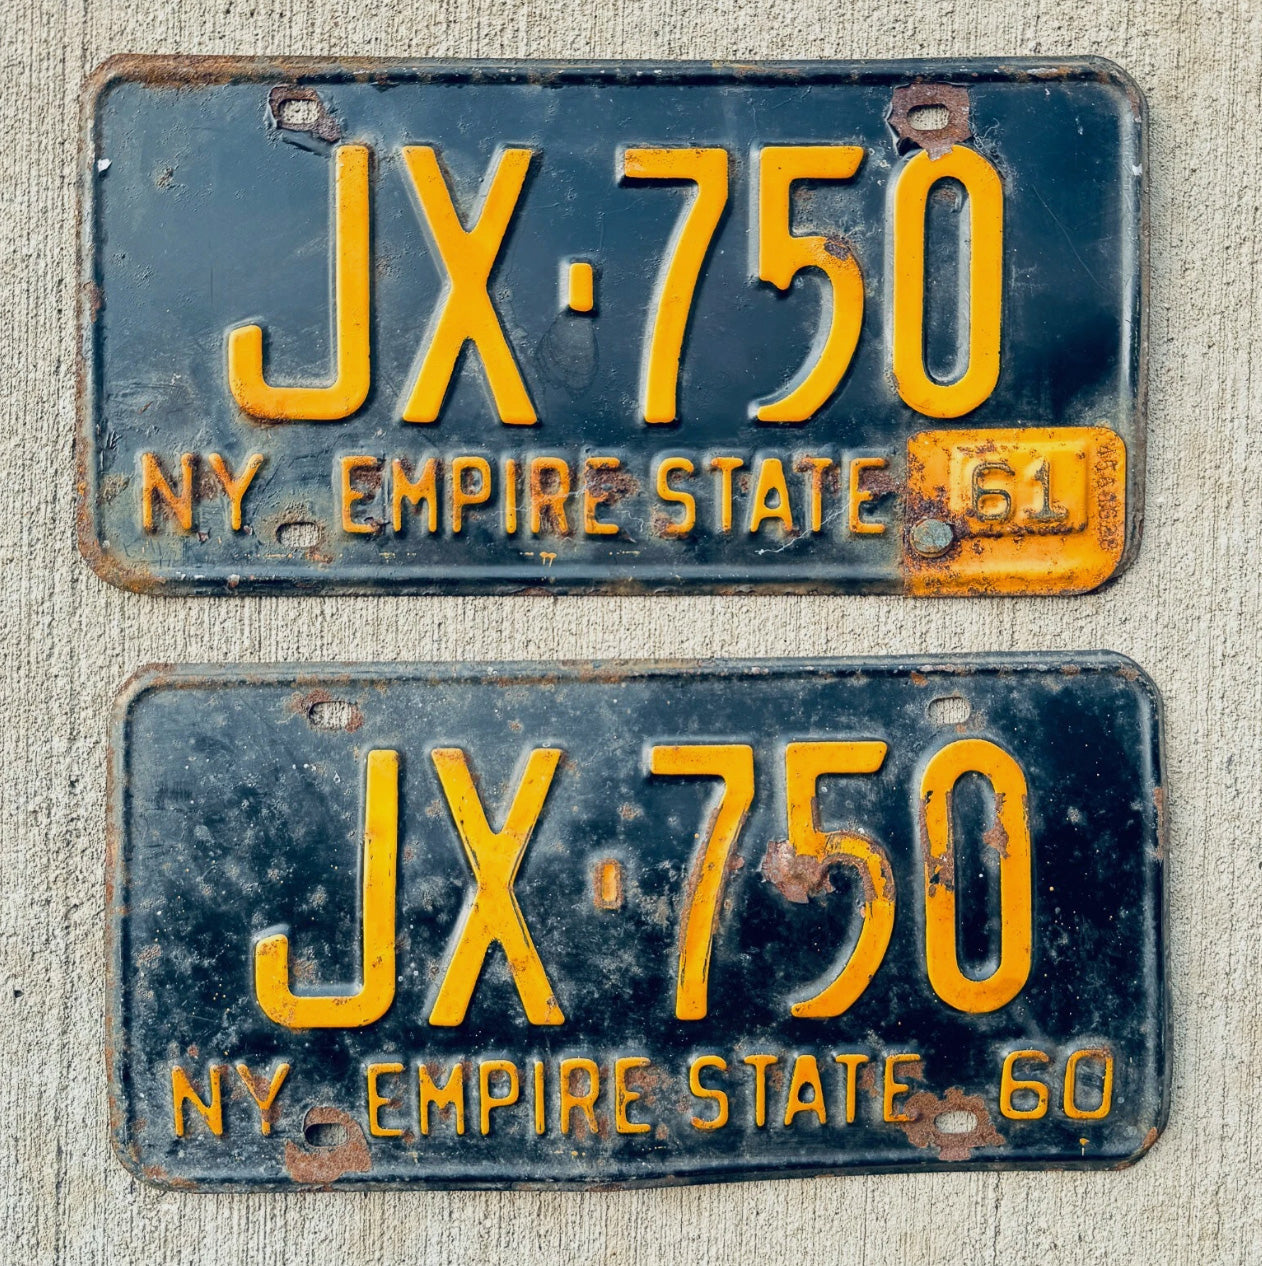 JX·750
NY EMPIRE STATE 61
JX·750
NY EMPIRE STATE 60